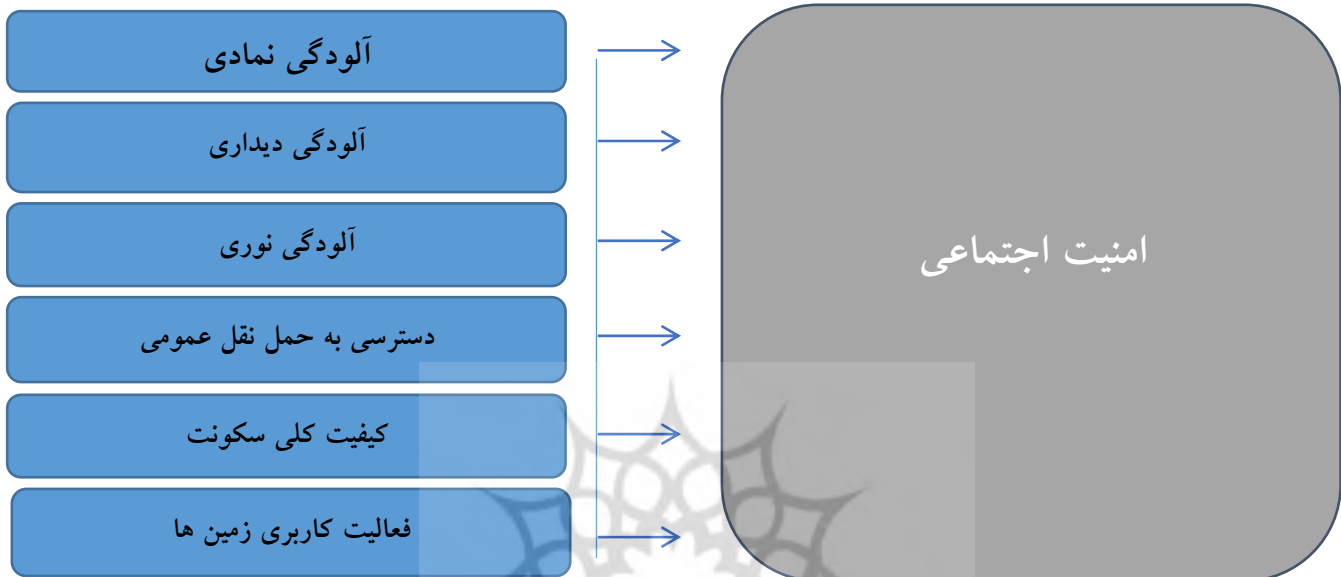 آلودگی نمادی
آلودگی دیداری
آلودگی نوری
دسترسی به حمل نقل عمومی
کیفیت کلی سکونت
فعالیت کاربری زمین ها
امنیت اجتماعی